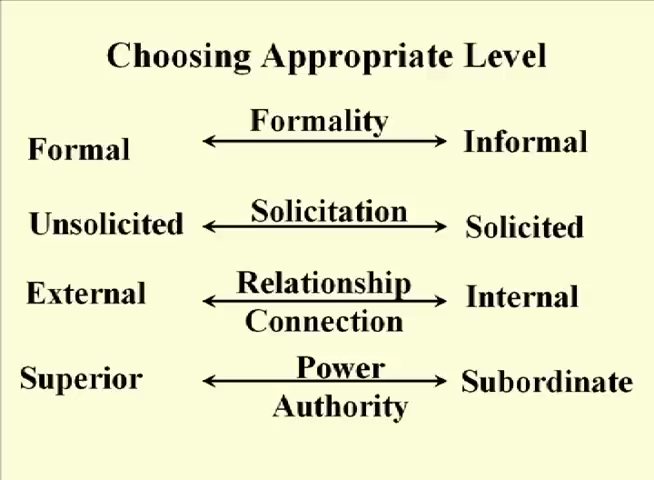 Choosing Appropriate Level
Formal Formality Informal
Unsolicited Solicitation Solicited
External Relationship Internal
Connection
Superior Power Subordinate
Authority